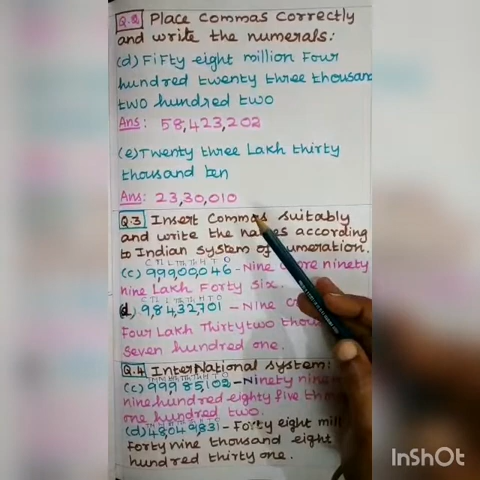 Q.2 Place Commas Correctly
and write the numerals:
(d) Fifty eight million Four
hundred twenty three thousand
two hundred two
Ans: 58,423,202
(e) Twenty three Lakh thirty
thousand ten
Ans: 23,30,010
Q.3 Insert Commas suitably
and write the names according
to Indian System of Numeration.
C TL L TTh Th H T O
(c) 9,99,00,046 - Nine Crore ninety
nine Lakh Forty Six.
C TL L TTh Th H T O
(d) 9,84,32,701 - Nine
Four Lakh Thirty two
Seven hundred one.
Q.4 InterNational system:
(c) 99,985,102 - Ninety nine
nine hundred eighty five
one hundred two.
(d) 48,049,831 - Forty eight
Forty nine thousand eight
hundred thirty one.
InShOt